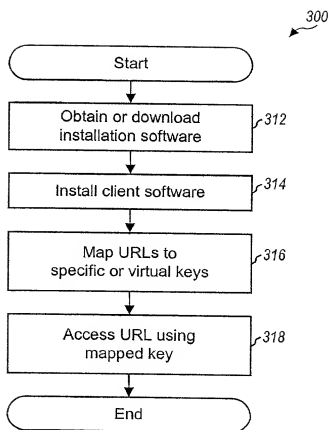 300
Start
Obtain or download
installation software
312
Install client software
314
Map URLs to
specific or virtual keys
316
Access URL using
mapped key
318
End